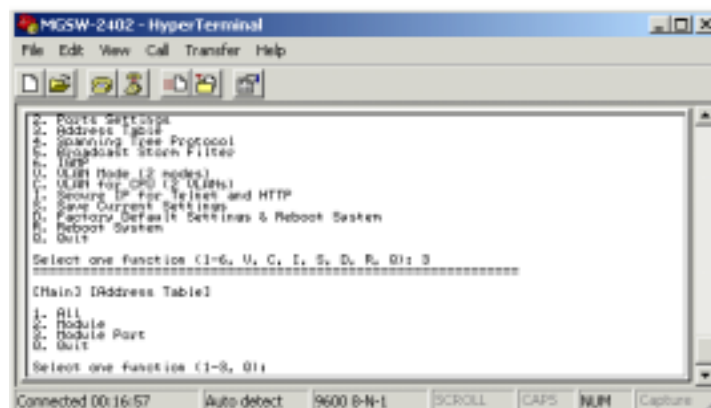 MGSW-2402 - HyperTerminal
File Edit View Call Transfer Help
2. Ports Settings
3. Address Table
4. Spanning Tree Protocol
5. Broadcast Storm Filter
6. IGMP
V. VLAN Mode (2 modes)
C. VLAN for CPU (2 VLANs)
I. Secure IP for Telnet and HTTP
S. Save Current Settings
D. Factory Default Settings & Reboot System
R. Reboot System
Q. Quit
Select one function (1-6, V, C, I, S, D, R, Q): 3
[Main] [Address Table]
1. All
2. Module
3. Module Port
Q. Quit
Select one function (1-3, Q):
Connected 00:16:57 Auto detect 9600 8-N-1 SCROLL CAPS NUM Capture